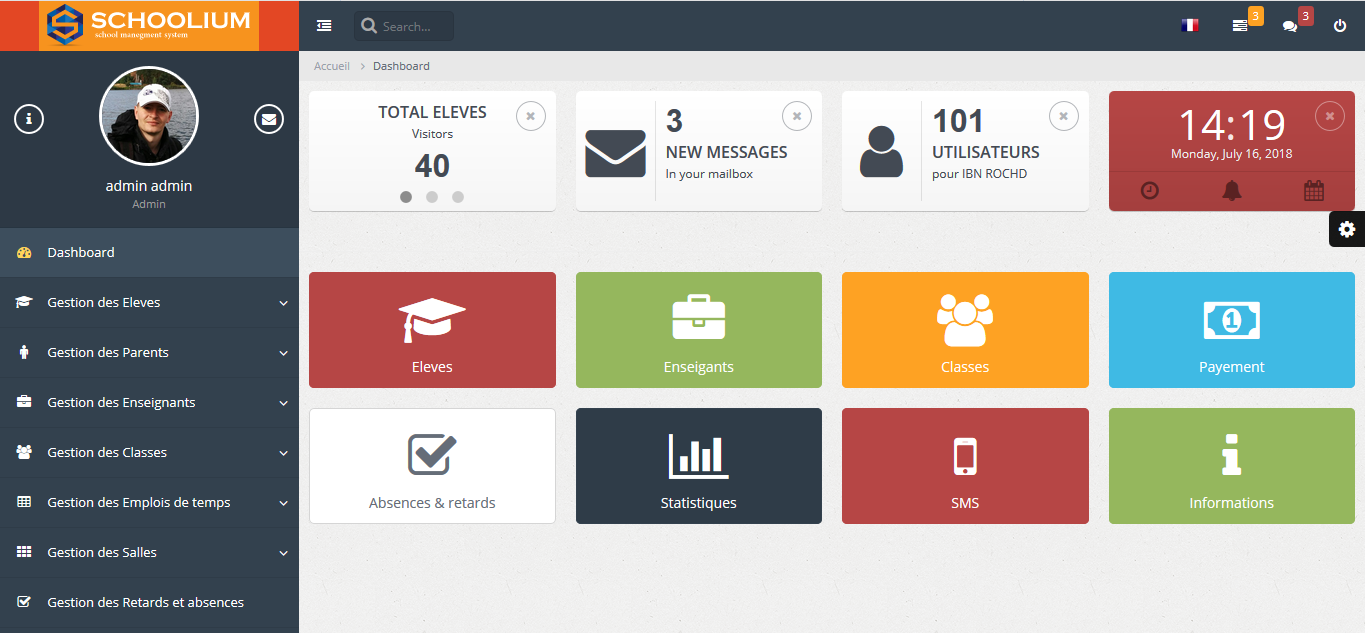 SCHOOLIUM
school managment system
Search...
3
3
admin admin
Admin
Dashboard
Gestion des Eleves
Gestion des Parents
Gestion des Enseignants
Gestion des Classes
Gestion des Emplois de temps
Gestion des Salles
Gestion des Retards et absences
Accueil > Dashboard
TOTAL ELEVES
Visitors
40
3
NEW MESSAGES
In your mailbox
101
UTILISATEURS
pour IBN ROCHD
14:19
Monday, July 16, 2018
Eleves
Enseigants
Classes
1
Payement
Absences & retards
Statistiques
SMS
Informations